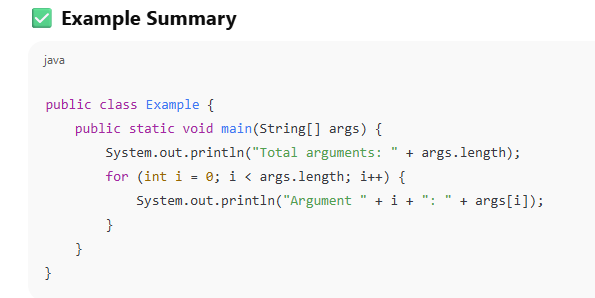 ✅ Example Summary
java
public class Example {
    public static void main(String[] args) {
        System.out.println("Total arguments: " + args.length);
        for (int i = 0; i < args.length; i++) {
            System.out.println("Argument " + i + ": " + args[i]);
        }
    }
}